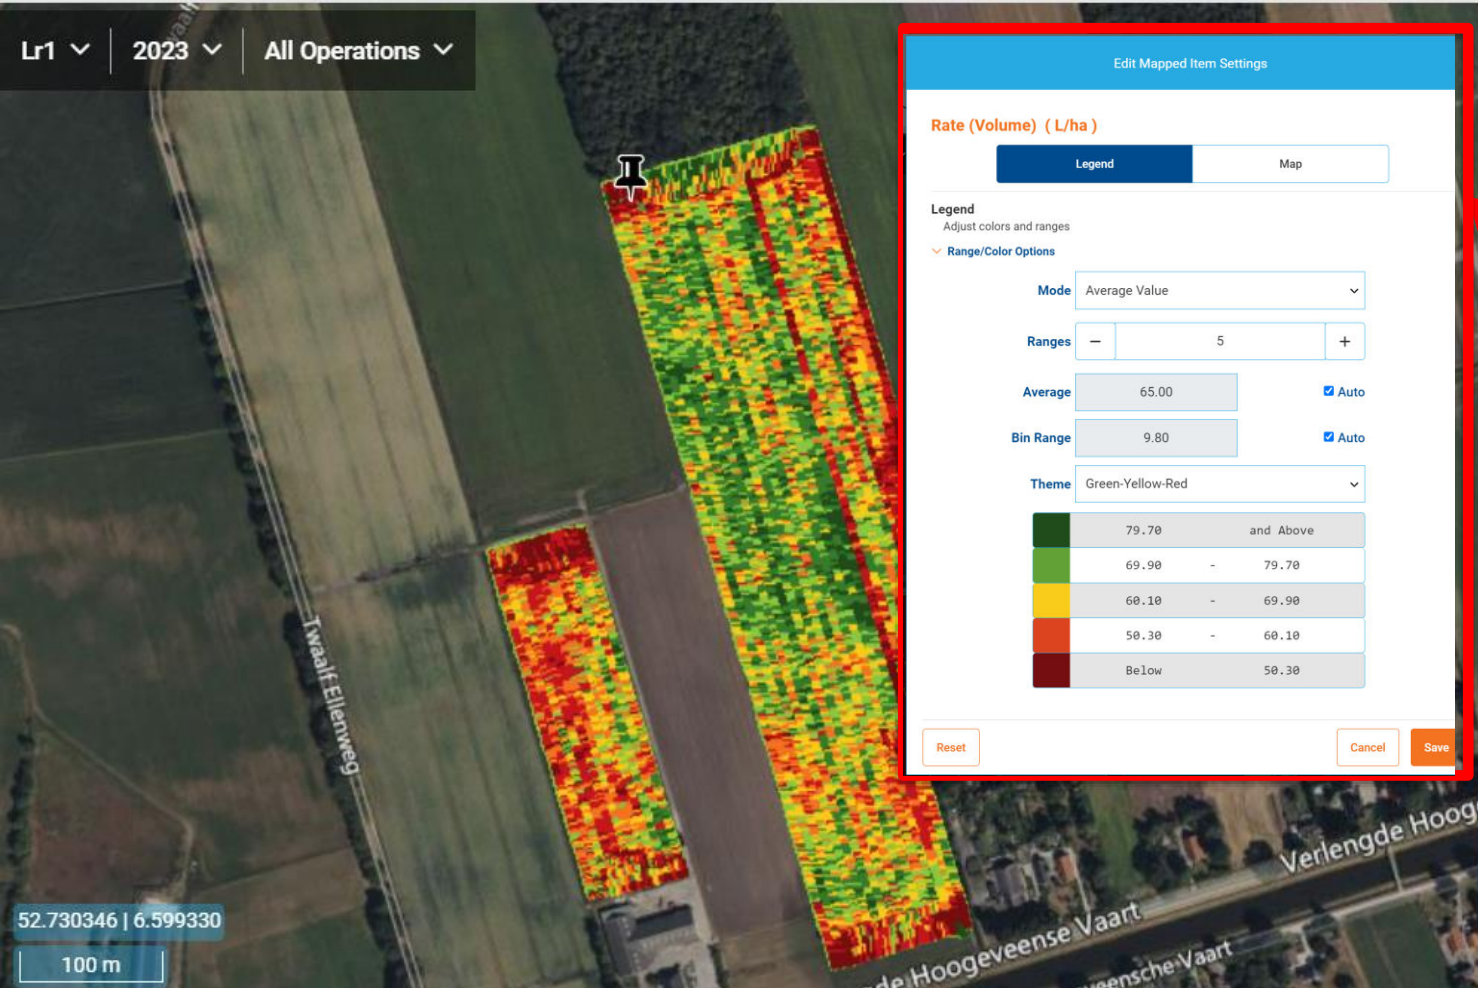 Lr1 2023 All Operations
Edit Mapped Item Settings
Rate (Volume) ( L/ha )
Legend Map
Legend
Adjust colors and ranges
Range/Color Options
Mode Average Value
Ranges − 5 +
Average 65.00 Auto
Bin Range 9.80 Auto
Theme Green-Yellow-Red
79.70 and Above
69.90 - 79.70
60.10 - 69.90
50.30 - 60.10
Below 50.30
Reset Cancel Save
Twaalf Ellenweg
Verlengde Hoog
de Hoogeveense Vaart
eensche-Vaart
52.730346 | 6.599330
100 m